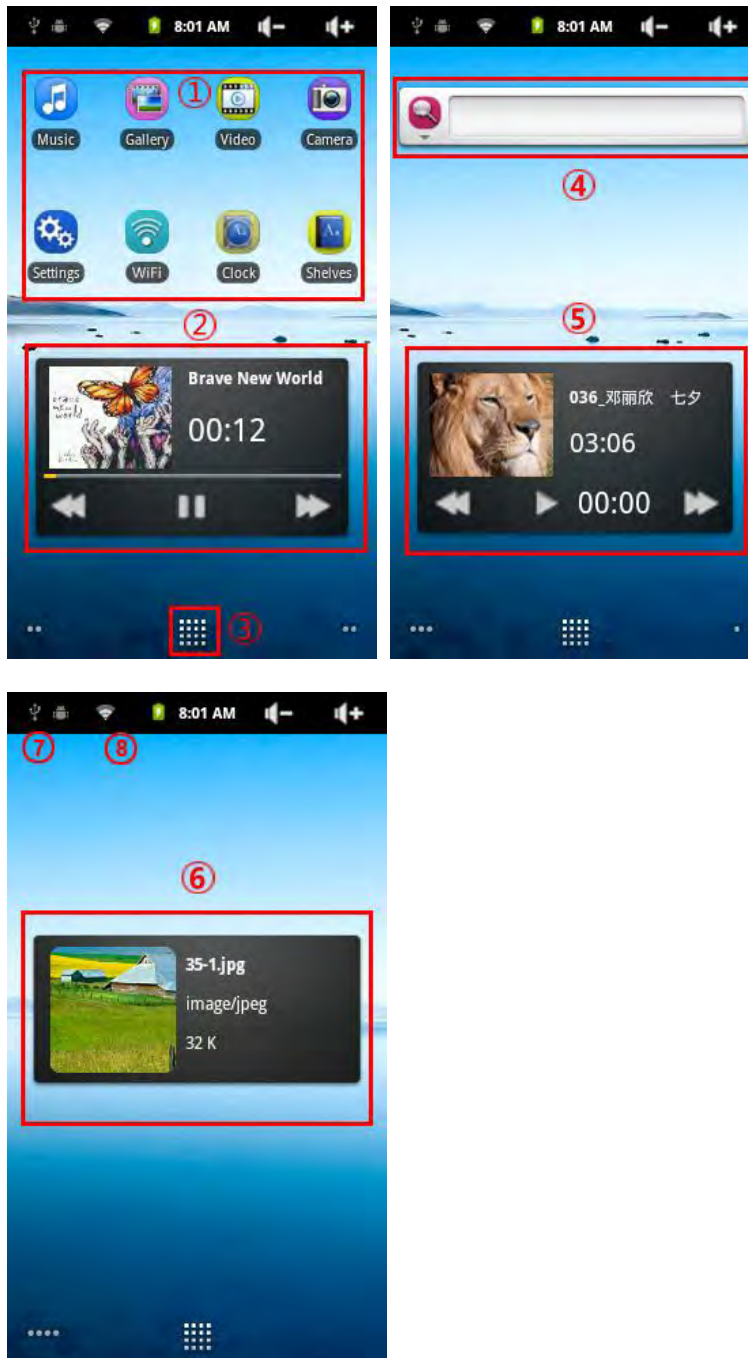 8:01 AM
①
Music Gallery Video Camera
Settings WiFi Clock Shelves
②
Brave New World
00:12
③
8:01 AM
④
⑤
036_邓丽欣 七夕
03:06
00:00
8:01 AM
⑦ ⑧
⑥
35-1.jpg
image/jpeg
32 K